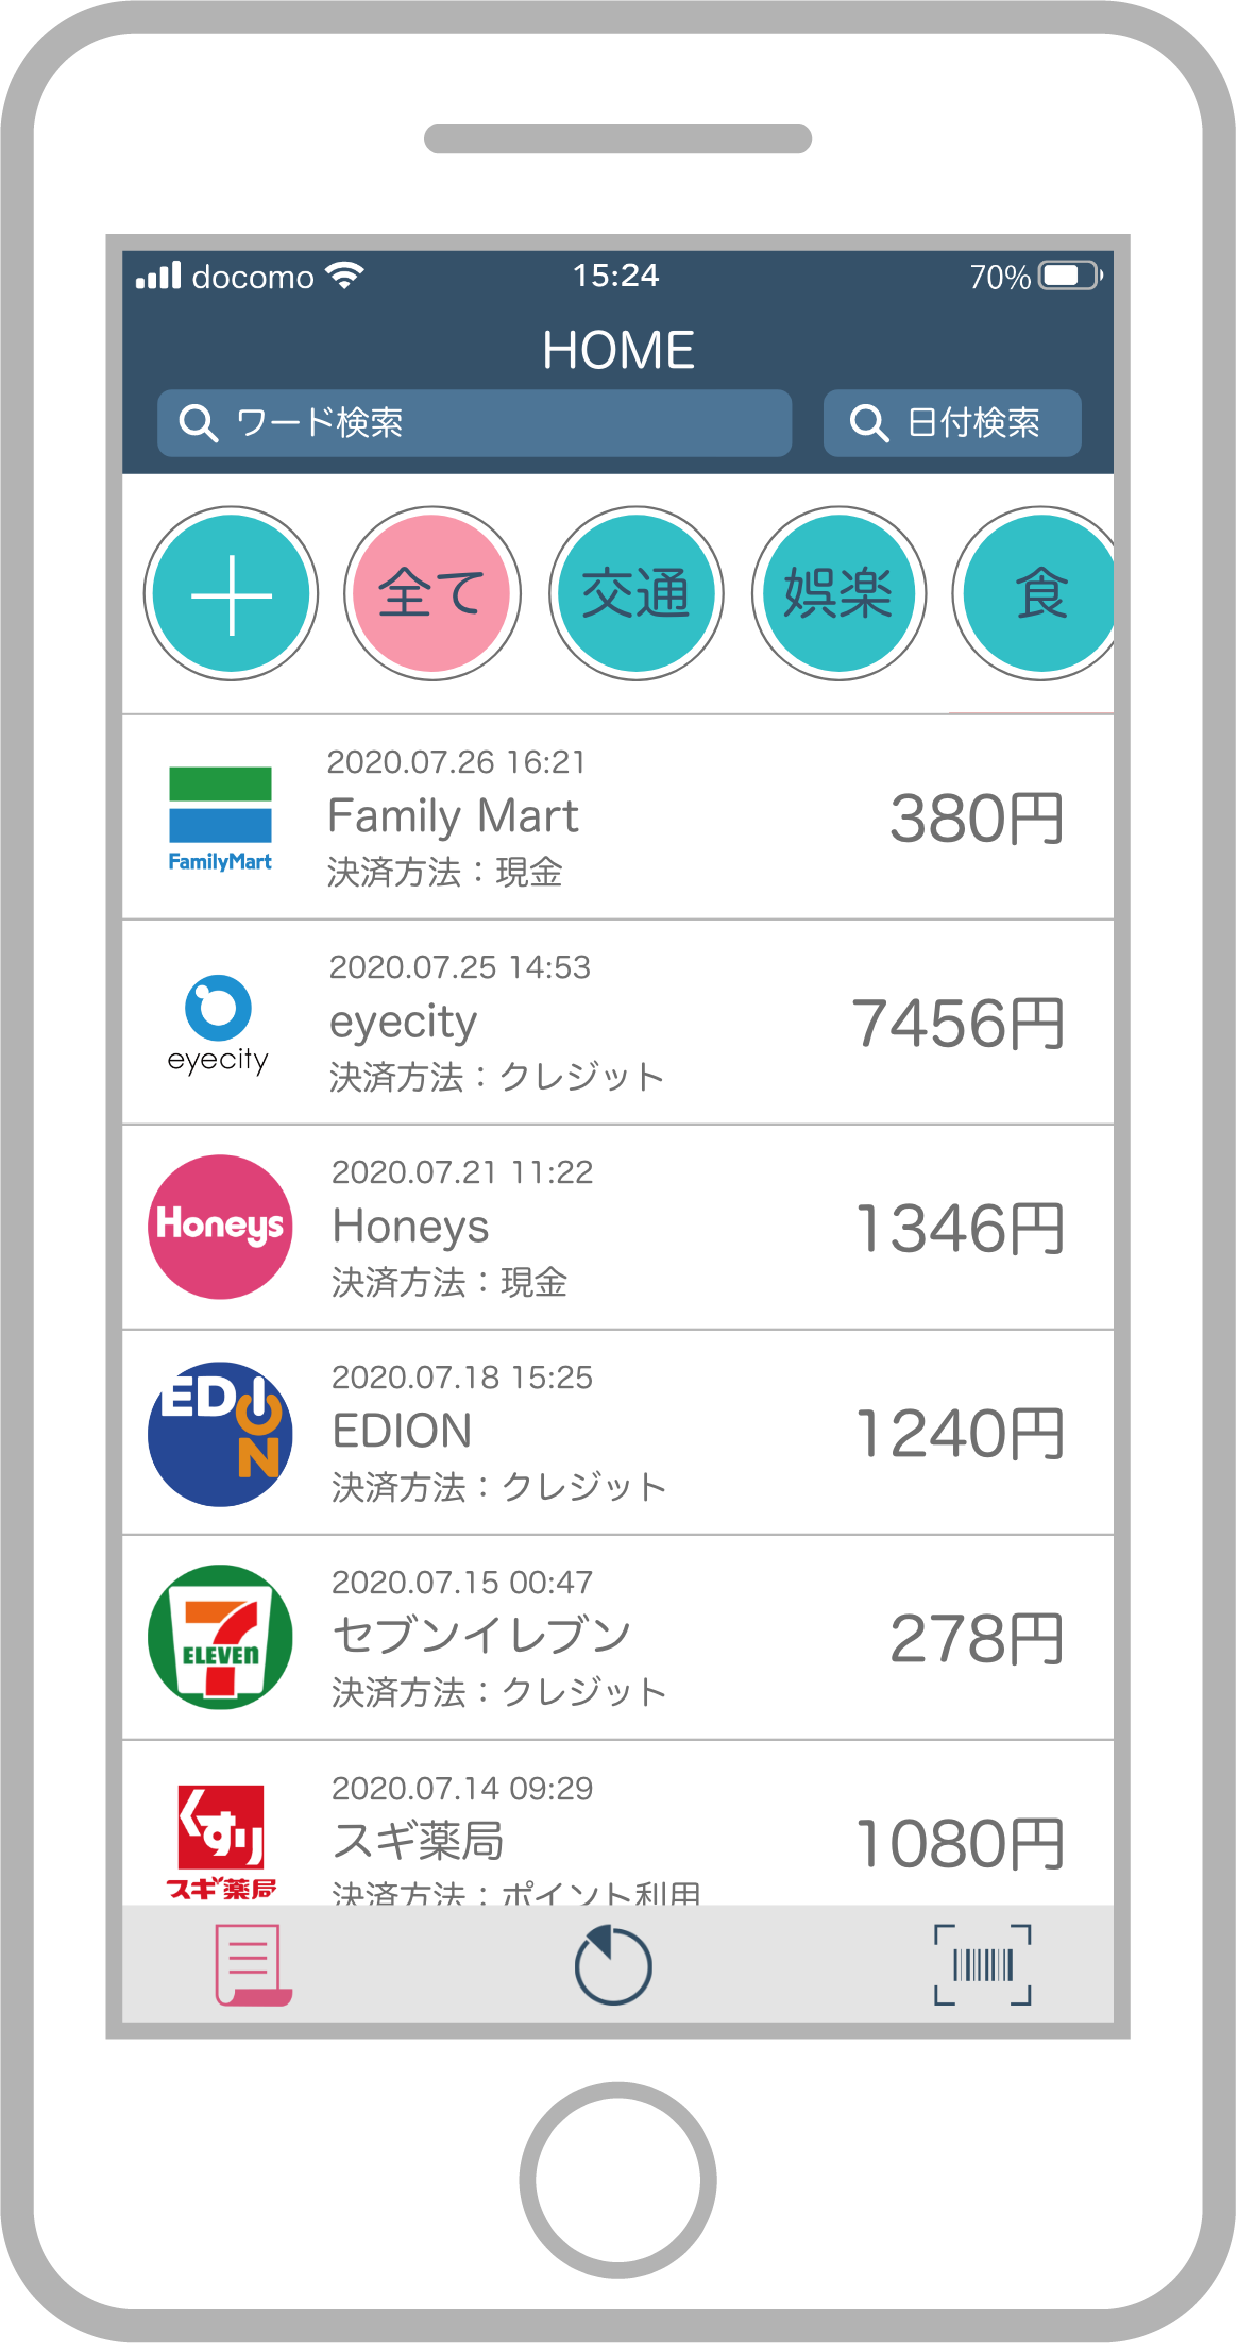 docomo 15:24 70%
HOME
ワード検索 日付検索
全て 交通 娯楽 食
2020.07.26 16:21
Family Mart 380円
決済方法：現金
FamilyMart
2020.07.25 14:53
eyecity 7456円
決済方法：クレジット
eyecity
2020.07.21 11:22
Honeys
Honeys 1346円
決済方法：現金
2020.07.18 15:25
EDION
EDION 1240円
決済方法：クレジット
2020.07.15 00:47
7 ELEVEn
セブンイレブン 278円
決済方法：クレジット
2020.07.14 09:29
くすり
スギ薬局 1080円
スギ薬局
決済方法：ポイント利用